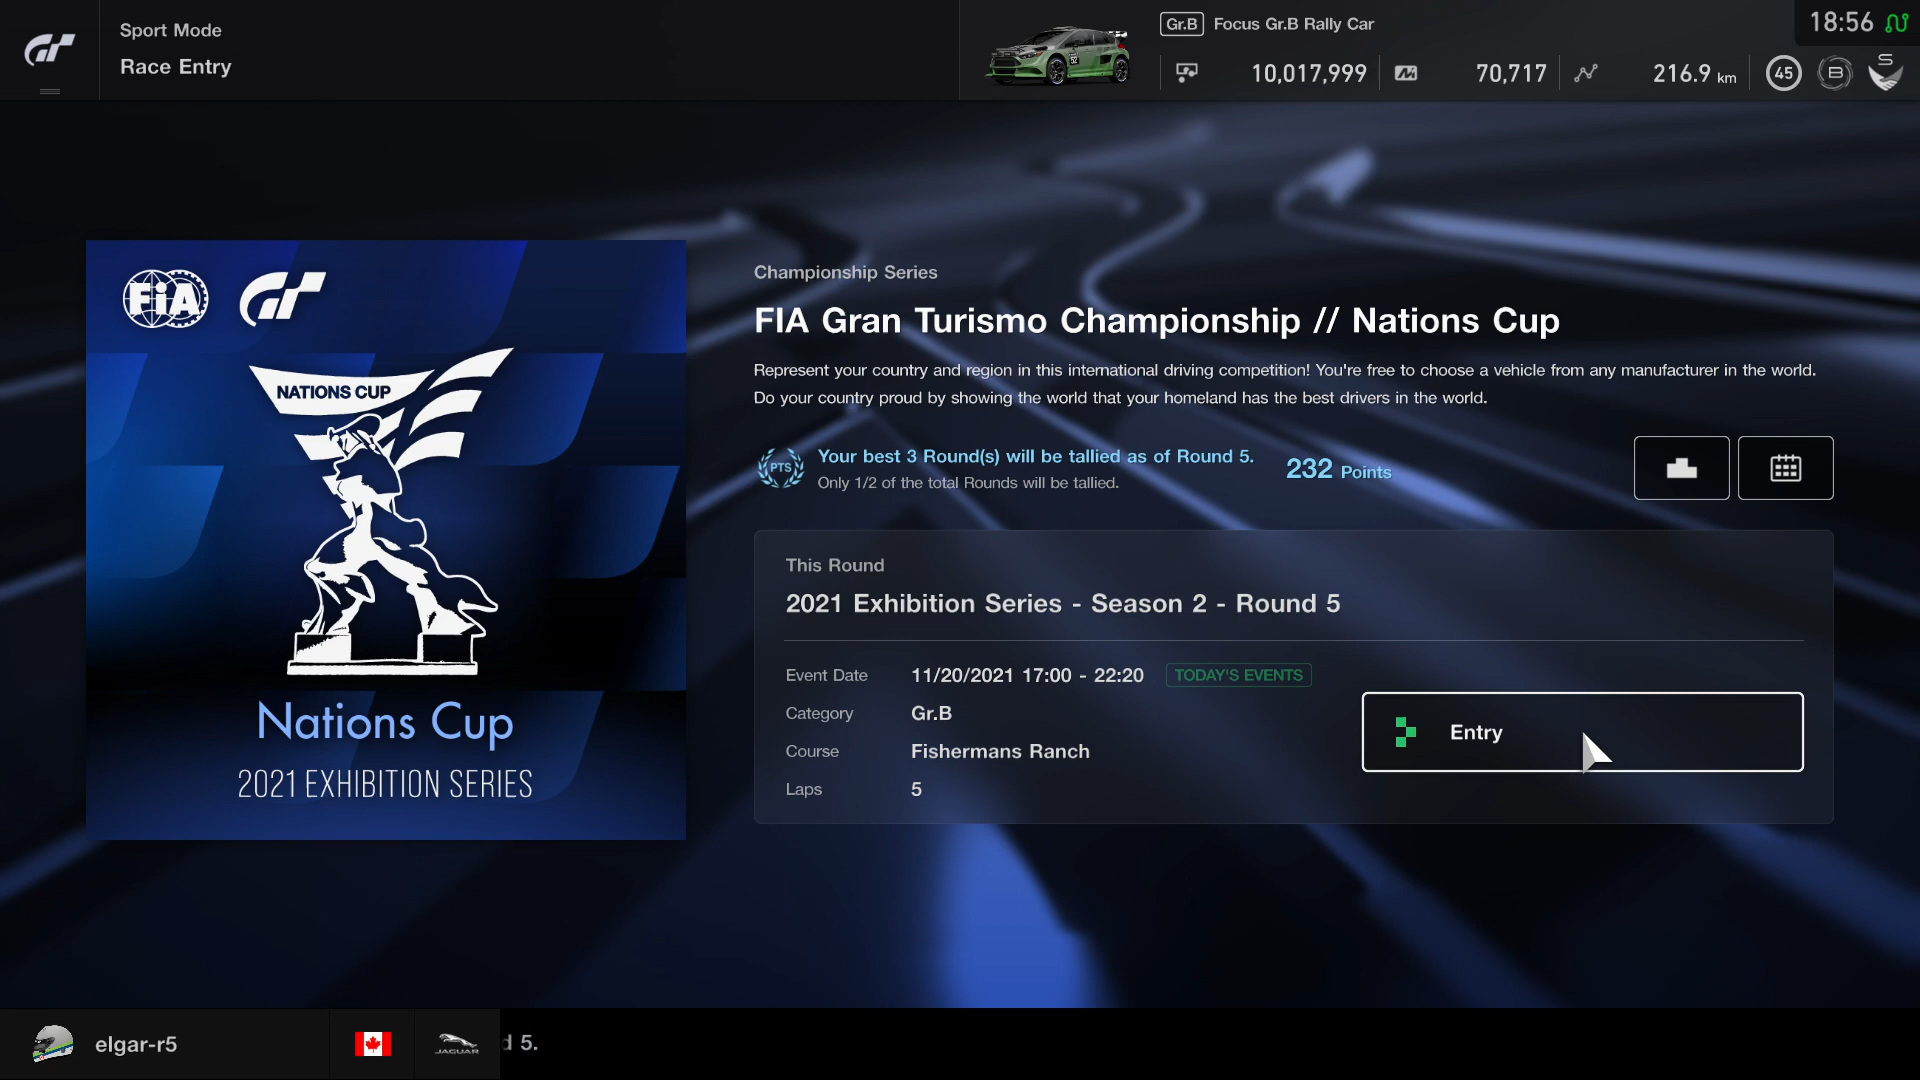 Sport Mode
Race Entry
Gr.B Focus Gr.B Rally Car
18:56
10,017,999
70,717
216.9 km
45
B
S
FiA GT
NATIONS CUP
Nations Cup
2021 EXHIBITION SERIES
Championship Series
FIA Gran Turismo Championship // Nations Cup
Represent your country and region in this international driving competition! You're free to choose a vehicle from any manufacturer in the world.
Do your country proud by showing the world that your homeland has the best drivers in the world.
PTS
Your best 3 Round(s) will be tallied as of Round 5.
Only 1/2 of the total Rounds will be tallied.
232 Points
This Round
2021 Exhibition Series - Season 2 - Round 5
Event Date 11/20/2021 17:00 - 22:20 TODAY'S EVENTS
Category Gr.B
Course Fishermans Ranch
Laps 5
Entry
elgar-r5
JAGUAR
d 5.